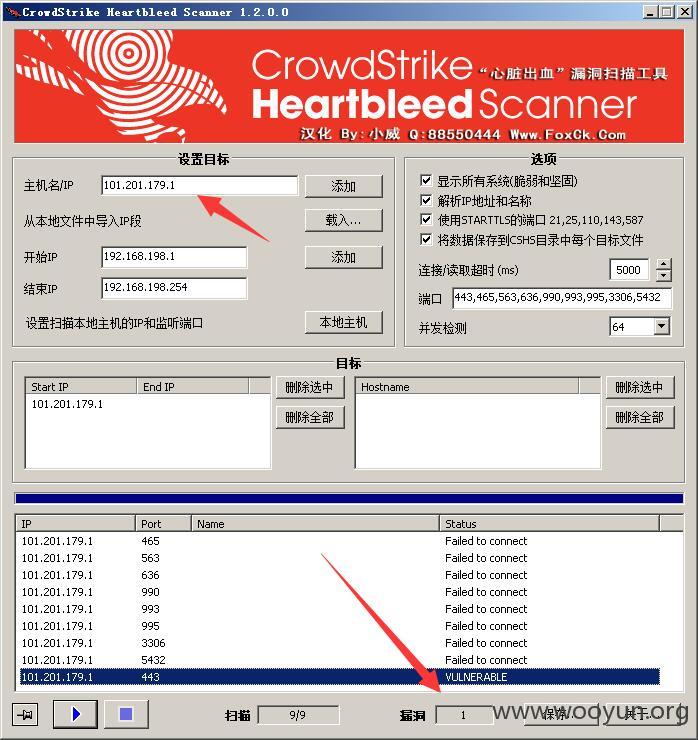 CrowdStrike Heartbleed Scanner 1.2.0.0
CrowdStrike “心脏出血”漏洞扫描工具
Heartbleed Scanner
汉化 By:小威 Q:88550444 Www.FoxCk.Com
设置目标
主机名/IP 101.201.179.1 添加
从本地文件中导入IP段 载入...
开始IP 192.168.198.1 添加
结束IP 192.168.198.254
设置扫描本地主机的IP和监听端口 本地主机
选项
显示所有系统(脆弱和坚固)
解析IP地址和名称
使用STARTTLS的端口 21,25,110,143,587
将数据保存到CSHS目录中每个目标文件
连接/读取超时(ms) 5000
端口 443,465,563,636,990,993,995,3306,5432
并发检测 64
目标
Start IP End IP
101.201.179.1
删除选中
删除全部
Hostname
删除选中
删除全部
IP Port Name Status
101.201.179.1 465 Failed to connect
101.201.179.1 563 Failed to connect
101.201.179.1 636 Failed to connect
101.201.179.1 990 Failed to connect
101.201.179.1 993 Failed to connect
101.201.179.1 995 Failed to connect
101.201.179.1 3306 Failed to connect
101.201.179.1 5432 Failed to connect
101.201.179.1 443 VULNERABLE
扫描 9/9 漏洞 1 保存... 关于...
www.wooyun.org